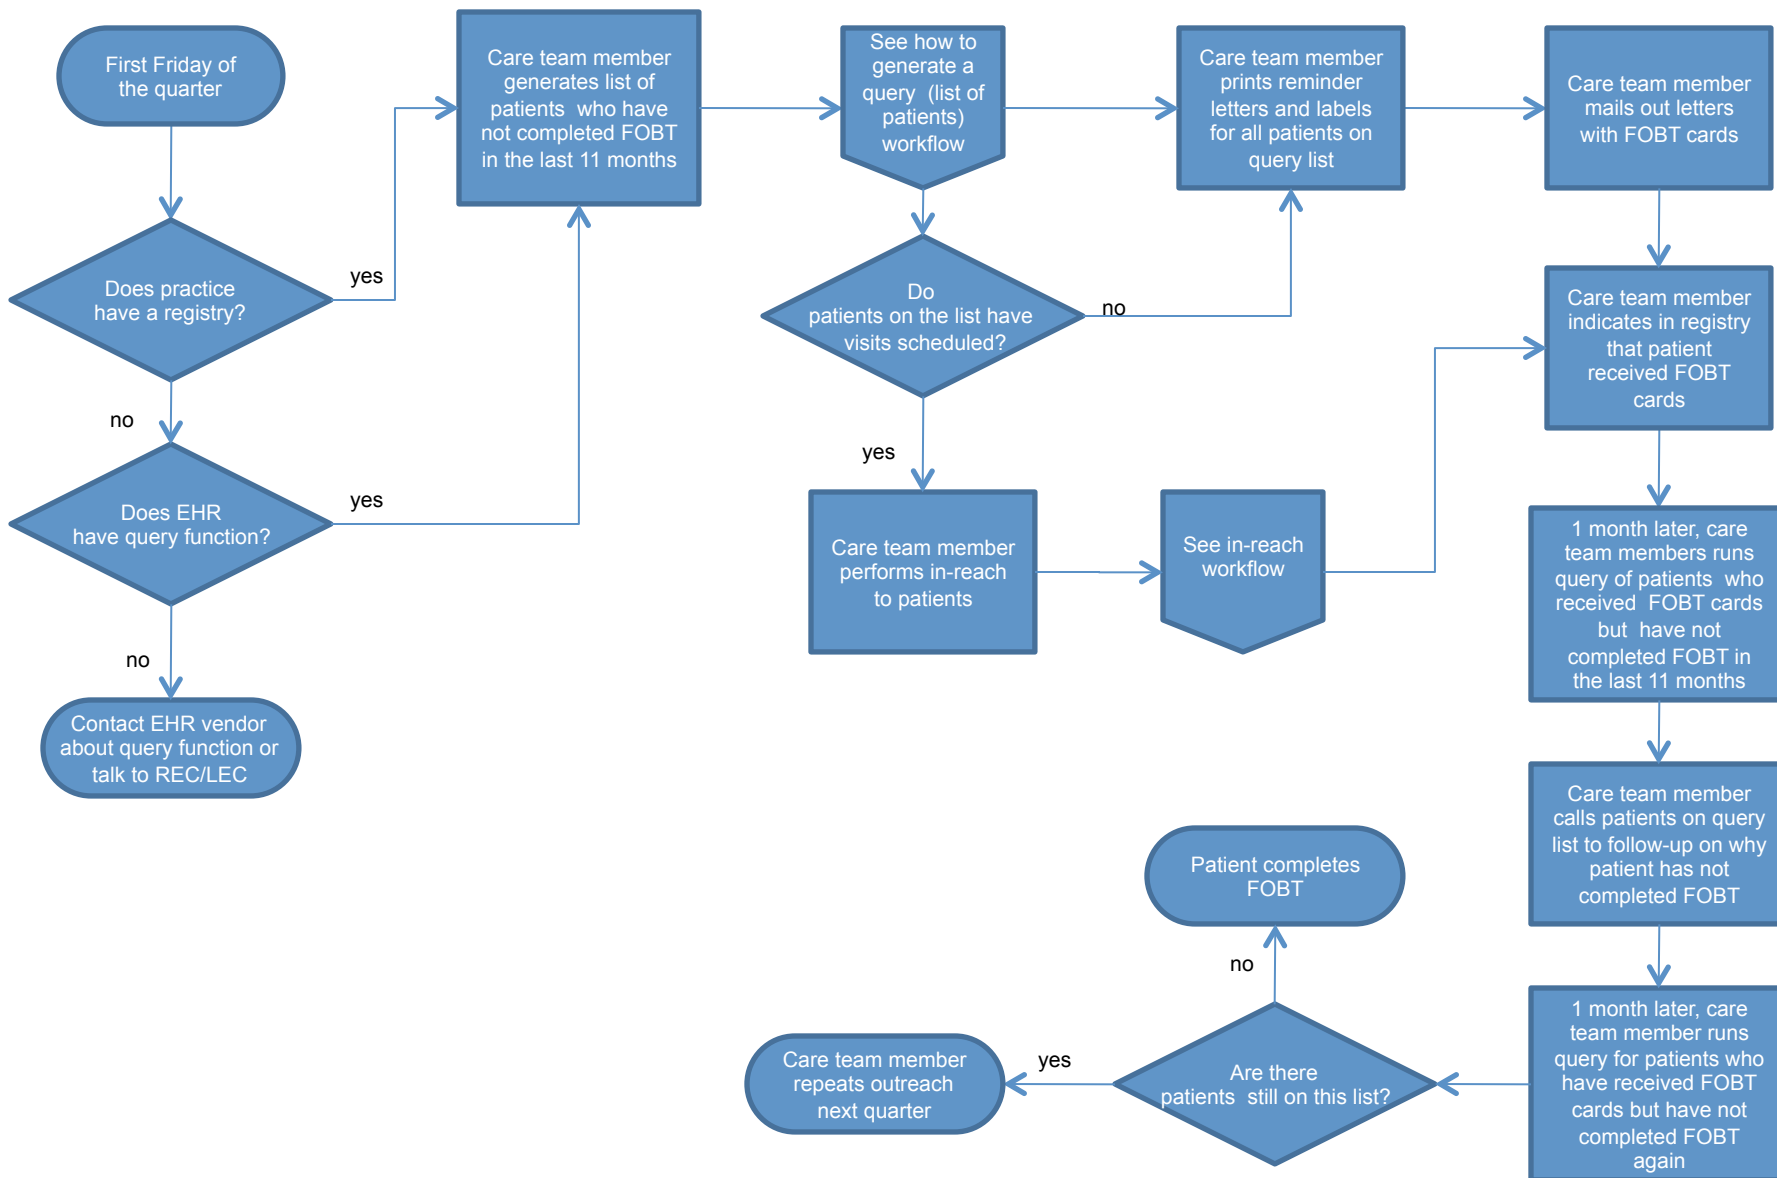 First Friday of
the quarter
Does practice
have a registry?
yes
no
Does EHR
have query function?
yes
no
Contact EHR vendor
about query function or
talk to REC/LEC
Care team member
generates list of
patients who have
not completed FOBT
in the last 11 months
See how to
generate a
query (list of
patients)
workflow
Do
patients on the list have
visits scheduled?
no
yes
Care team member
performs in-reach
to patients
See in-reach
workflow
Care team member
prints reminder
letters and labels
for all patients on
query list
Care team member
mails out letters
with FOBT cards
Care team member
indicates in registry
that patient
received FOBT
cards
1 month later, care
team members runs
query of patients who
received FOBT cards
but have not
completed FOBT in
the last 11 months
Care team member
calls patients on query
list to follow-up on why
patient has not
completed FOBT
1 month later, care
team member runs
query for patients who
have received FOBT
cards but have not
completed FOBT
again
Are there
patients still on this list?
no
Patient completes
FOBT
yes
Care team member
repeats outreach
next quarter